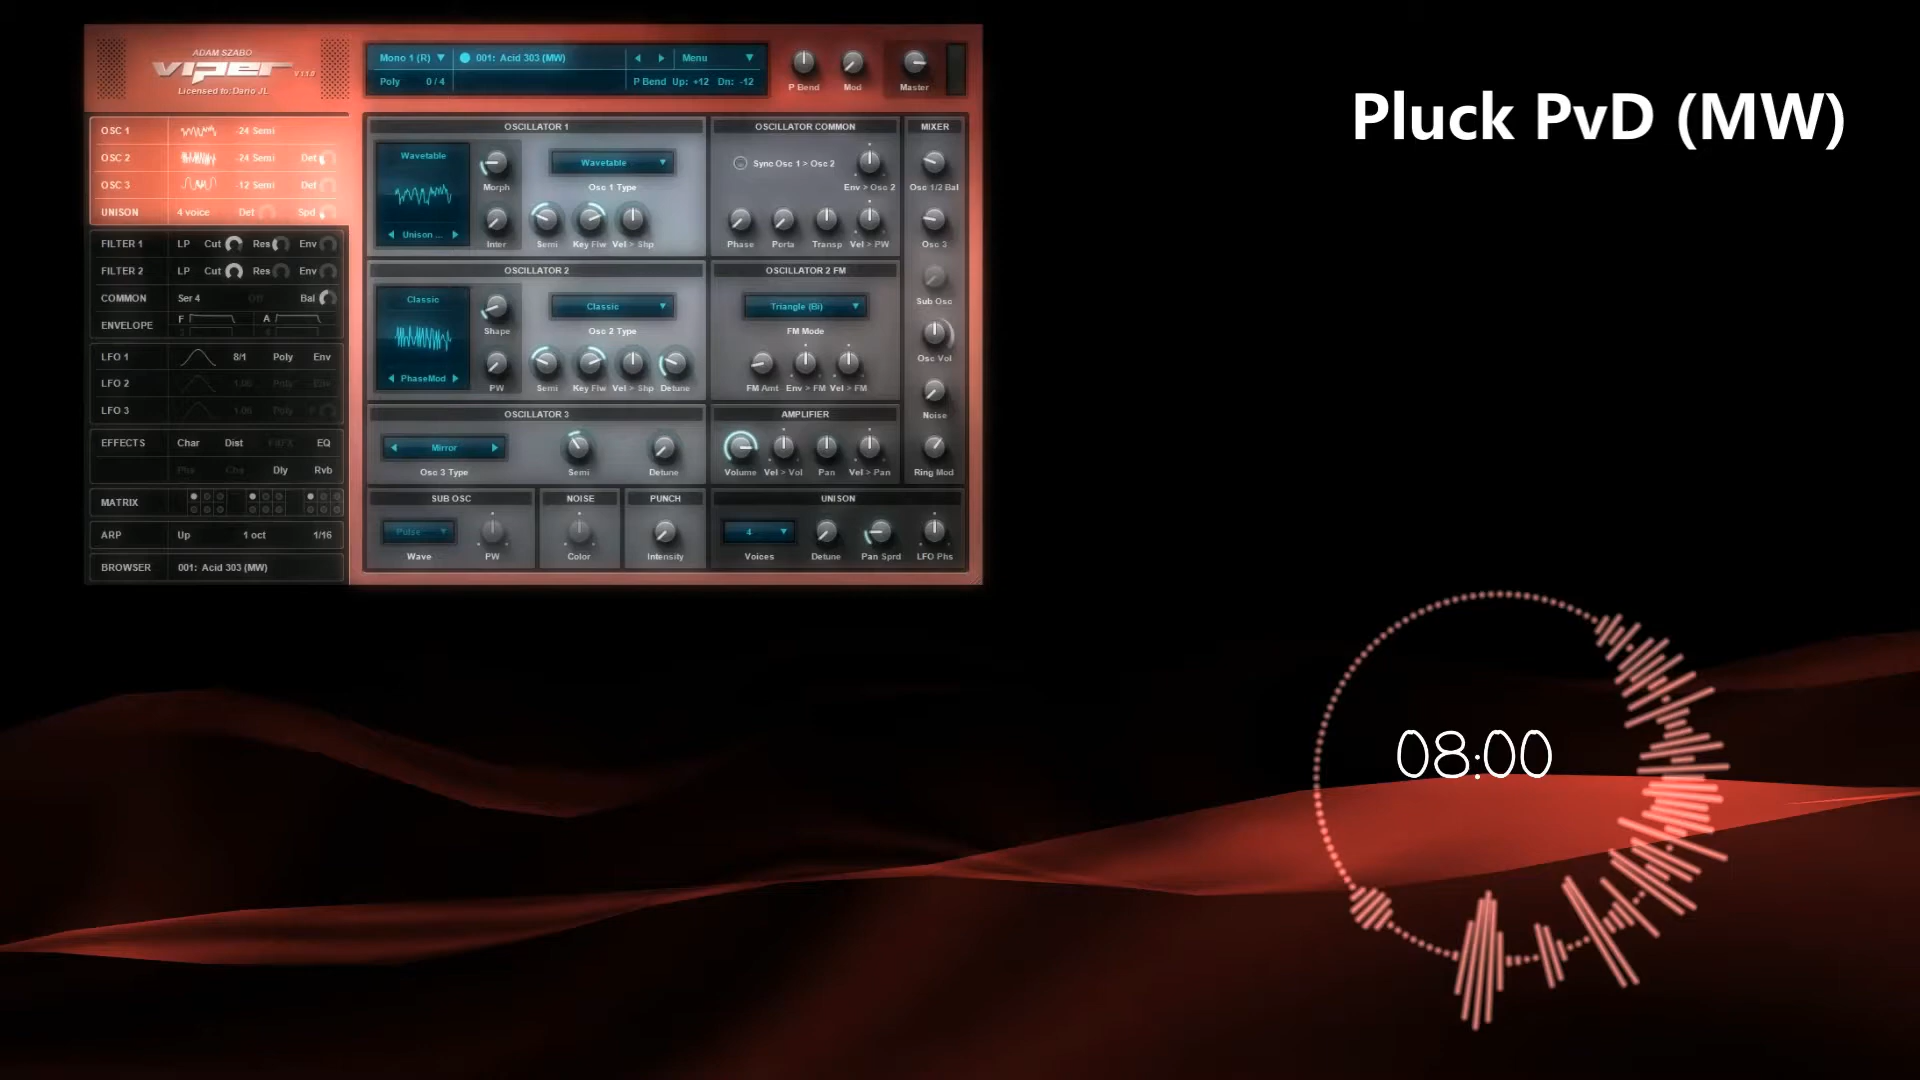 ADAM SZABO
VIPER V 1.1.0
Licensed to: Dario JL
Mono 1 (R) 001: Acid 303 (MW) Menu
Poly 0 / 4 P Bend Up: +12 Dn: -12
P Bend Mod Master
Pluck PvD (MW)
OSC 1 -24 Semi
OSC 2 -24 Semi Det
OSC 3 -12 Semi Det
UNISON 4 voice Det Spd
FILTER 1 LP Cut Res Env
FILTER 2 LP Cut Res Env
COMMON Ser 4 Off Bal
ENVELOPE F A
LFO 1 8/1 Poly Env
LFO 2 Poly
LFO 3 Poly
EFFECTS Char Dist EQ
Pha Cho Dly Rvb
MATRIX
ARP Up 1 oct 1/16
BROWSER 001: Acid 303 (MW)
OSCILLATOR 1
Wavetable
Unison ...
Morph
Inter
Wavetable
Osc 1 Type
Semi Key Flw Vel > Shp
OSCILLATOR COMMON
Sync Osc 1 > Osc 2
Env > Osc 2
Phase Porta Transp Vel > PW
MIXER
Osc 1/2 Bal
Osc 3
Sub Osc
Osc Vol
Noise
Ring Mod
OSCILLATOR 2
Classic
PhaseMod
Shape
PW
Classic
Osc 2 Type
Semi Key Flw Vel > Shp Detune
OSCILLATOR 2 FM
Triangle (Bi)
FM Mode
FM Amt Env > FM Vel > FM
OSCILLATOR 3
Mirror
Osc 3 Type Semi Detune
AMPLIFIER
Volume Vel > Vol Pan Vel > Pan
SUB OSC
Pulse
Wave PW
NOISE
Color
PUNCH
Intensity
UNISON
4
Voices Detune Pan Sprd LFO Phs
08:00